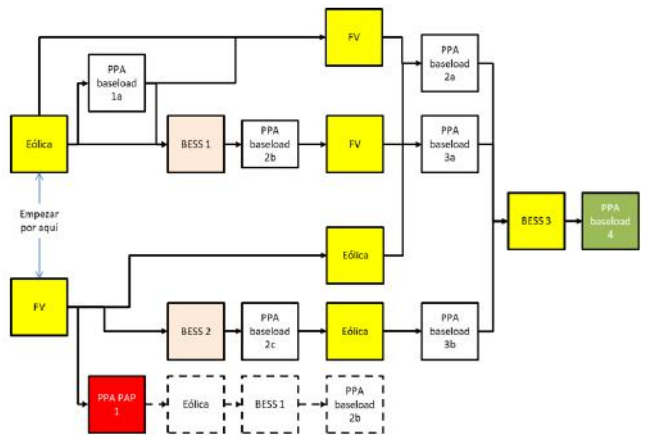 FV
PPA
baseload
1a
PPA
baseload
2a
Eólica
BESS 1
PPA
baseload
2b
FV
PPA
baseload
3a
Empezar
por aquí
BESS 3
PPA
baseload
4
Eólica
FV
BESS 2
PPA
baseload
2c
Eólica
PPA
baseload
3b
PPA PAP
1
Eólica
BESS 1
PPA
baseload
2b